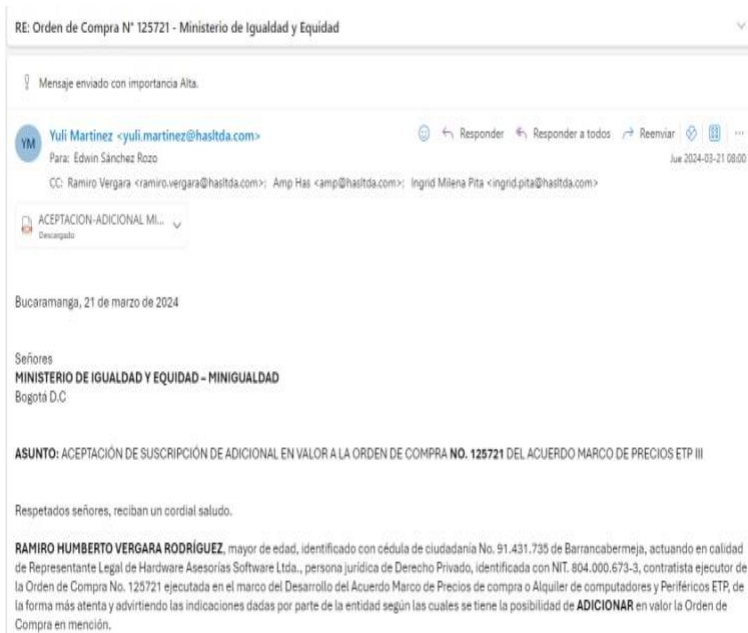 RE: Orden de Compra N° 125721 - Ministerio de Igualdad y Equidad
Mensaje enviado con importancia Alta.
YM
Yuli Martinez <yuli.martinez@hasltda.com>
Responder Responder a todos Reenviar ...
Para: Edwin Sánchez Rozo
Jue 2024-03-21 08:00
CC: Ramiro Vergara <ramiro.vergara@hasltda.com>; Amp Has <amp@hasltda.com>; Ingrid Milena Pita <ingrid.pita@hasltda.com>
ACEPTACION-ADICIONAL MI...
Descargado
Bucaramanga, 21 de marzo de 2024
Señores
MINISTERIO DE IGUALDAD Y EQUIDAD – MINIGUALDAD
Bogotá D.C
ASUNTO: ACEPTACIÓN DE SUSCRIPCIÓN DE ADICIONAL EN VALOR A LA ORDEN DE COMPRA NO. 125721 DEL ACUERDO MARCO DE PRECIOS ETP III
Respetados señores, reciban un cordial saludo.
RAMIRO HUMBERTO VERGARA RODRÍGUEZ, mayor de edad, identificado con cédula de ciudadanía No. 91.431.735 de Barrancabermeja, actuando en calidad
de Representante Legal de Hardware Asesorías Software Ltda., persona jurídica de Derecho Privado, identificada con NIT. 804.000.673-3, contratista ejecutor de
la Orden de Compra No. 125721 ejecutada en el marco del Desarrollo del Acuerdo Marco de Precios de compra o Alquiler de computadores y Periféricos ETP, de
la forma más atenta y advirtiendo las indicaciones dadas por parte de la entidad según las cuales se tiene la posibilidad de ADICIONAR en valor la Orden de
Compra en mención.